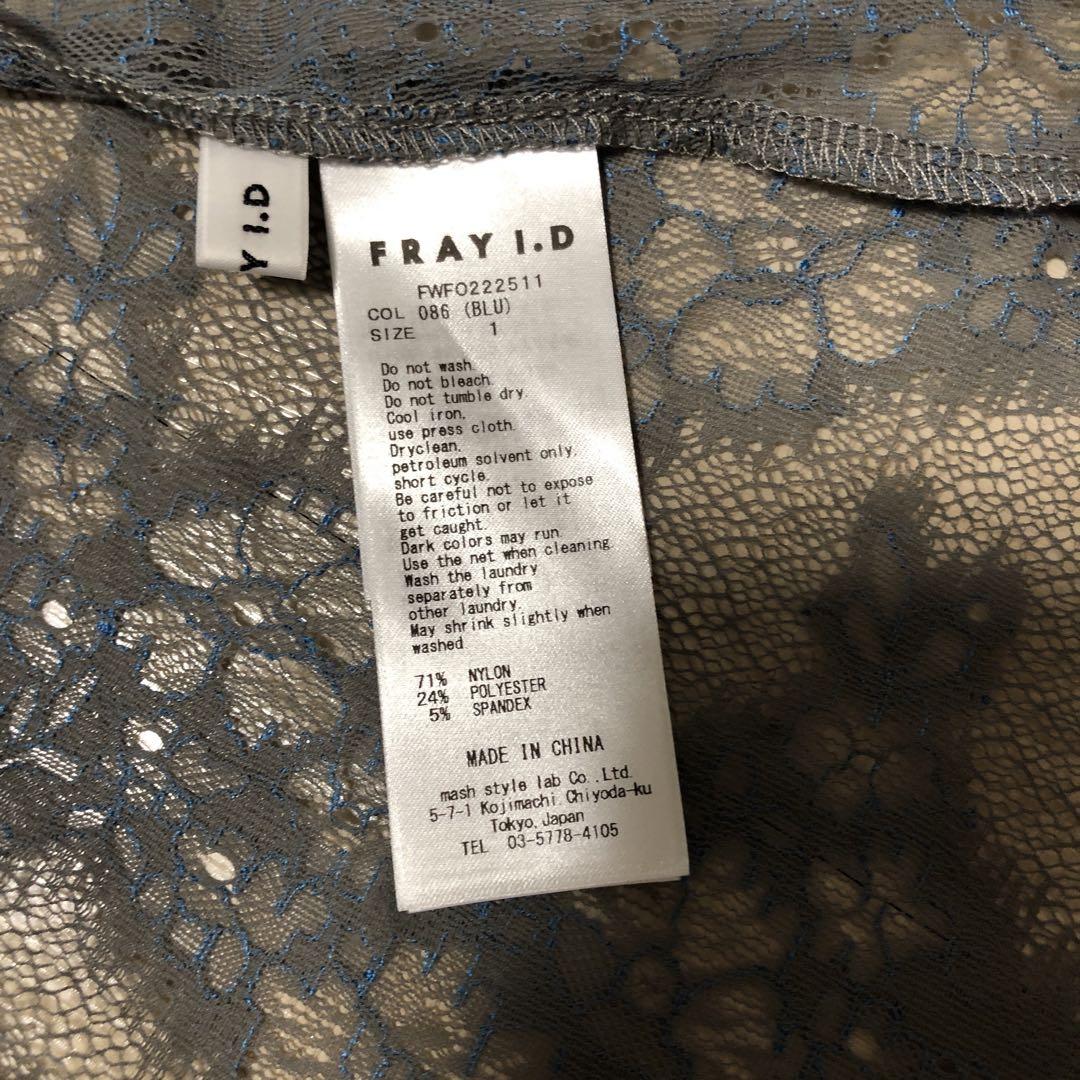 Y I.D
FRAY I.D
FWFO222511
COL 086 (BLU)
SIZE 1
Do not wash.
Do not bleach.
Do not tumble dry.
Cool iron.
use press cloth.
Dryclean.
petroleum solvent only.
short cycle.
Be careful not to expose
to friction or let it
get caught.
Dark colors may run.
Use the net when cleaning.
Wash the laundry
separately from
other laundry.
May shrink slightly when
washed.
71% NYLON
24% POLYESTER
5% SPANDEX
MADE IN CHINA
mash style lab Co.,Ltd.
5-7-1 Kojimachi,Chiyoda-ku
Tokyo,Japan
TEL 03-5778-4105